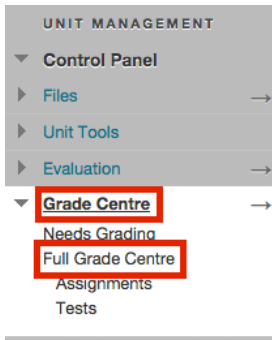 UNIT MANAGEMENT
Control Panel
Files
Unit Tools
Evaluation
Grade Centre
Needs Grading
Full Grade Centre
Assignments
Tests